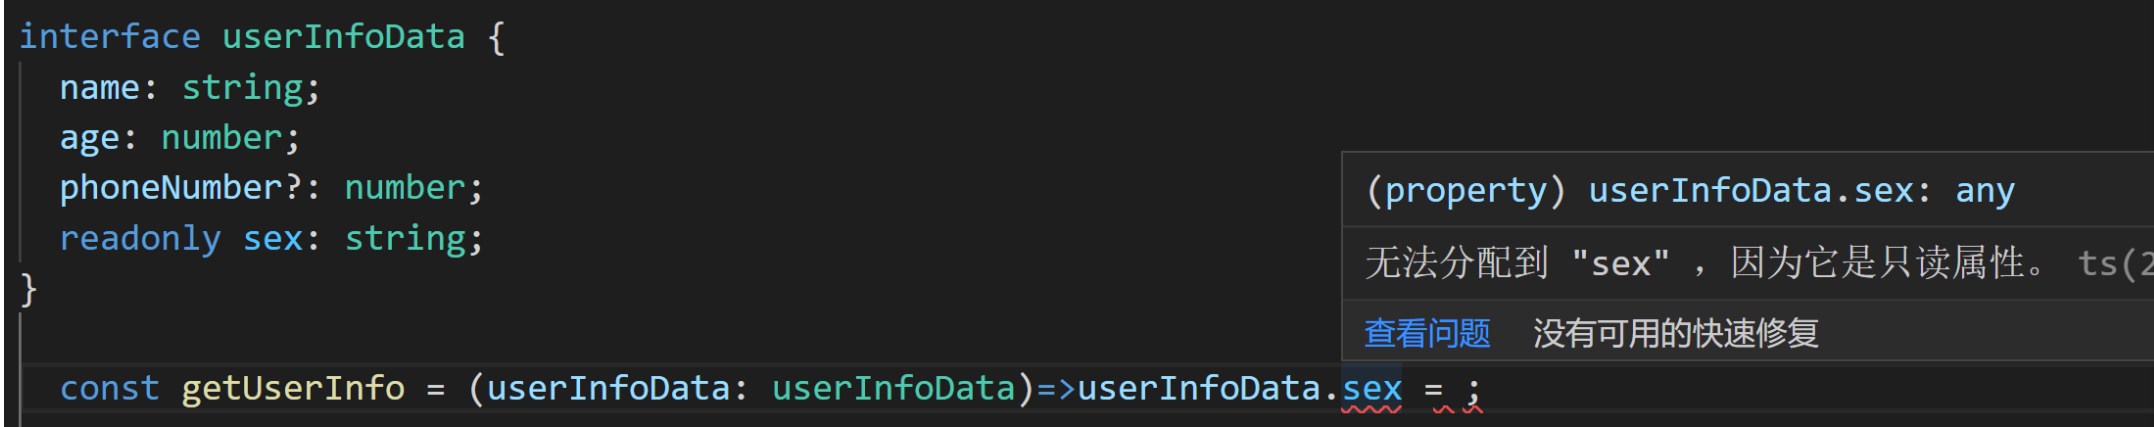 interface userInfoData {
name: string;
age: number;
phoneNumber?: number;
readonly sex: string;
}
(property) userInfoData.sex: any
无法分配到 "sex" ，因为它是只读属性。 ts(2
查看问题 没有可用的快速修复
const getUserInfo = (userInfoData: userInfoData)=>userInfoData.sex = ;